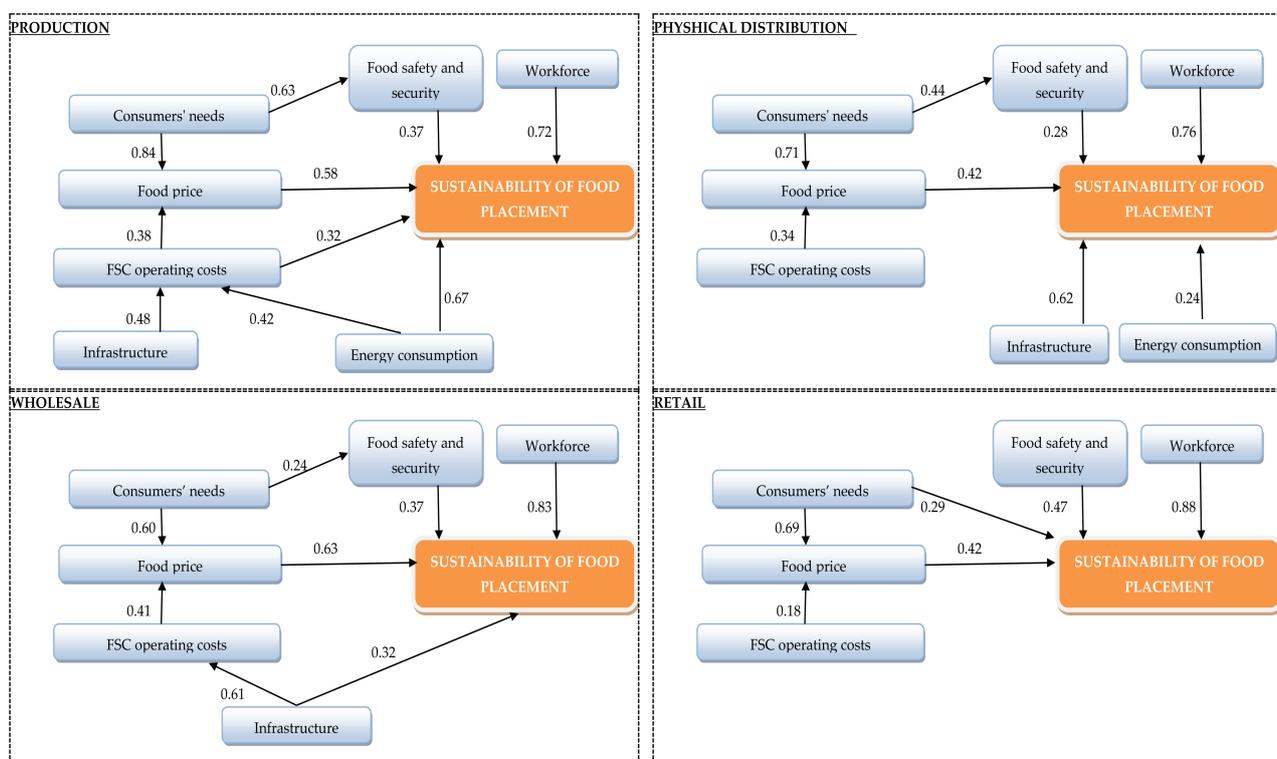 PRODUCTION
Food safety and
security
Workforce
0.63
Consumers' needs
0.37
0.72
0.84
Food price
0.58
SUSTAINABILITY OF FOOD
PLACEMENT
0.38
0.32
FSC operating costs
0.67
0.48
0.42
Infrastructure
Energy consumption
PHYSICAL DISTRIBUTION
Food safety and
security
Workforce
0.44
Consumers' needs
0.28
0.76
0.71
Food price
0.42
SUSTAINABILITY OF FOOD
PLACEMENT
0.34
FSC operating costs
0.62
0.24
Infrastructure
Energy consumption
WHOLESALE
Food safety and
security
Workforce
0.24
Consumers’ needs
0.37
0.83
0.60
Food price
0.63
SUSTAINABILITY OF FOOD
PLACEMENT
0.41
FSC operating costs
0.32
0.61
Infrastructure
RETAIL
Food safety and
security
Workforce
Consumers’ needs
0.29
0.47
0.88
0.69
Food price
0.42
SUSTAINABILITY OF FOOD
PLACEMENT
0.18
FSC operating costs